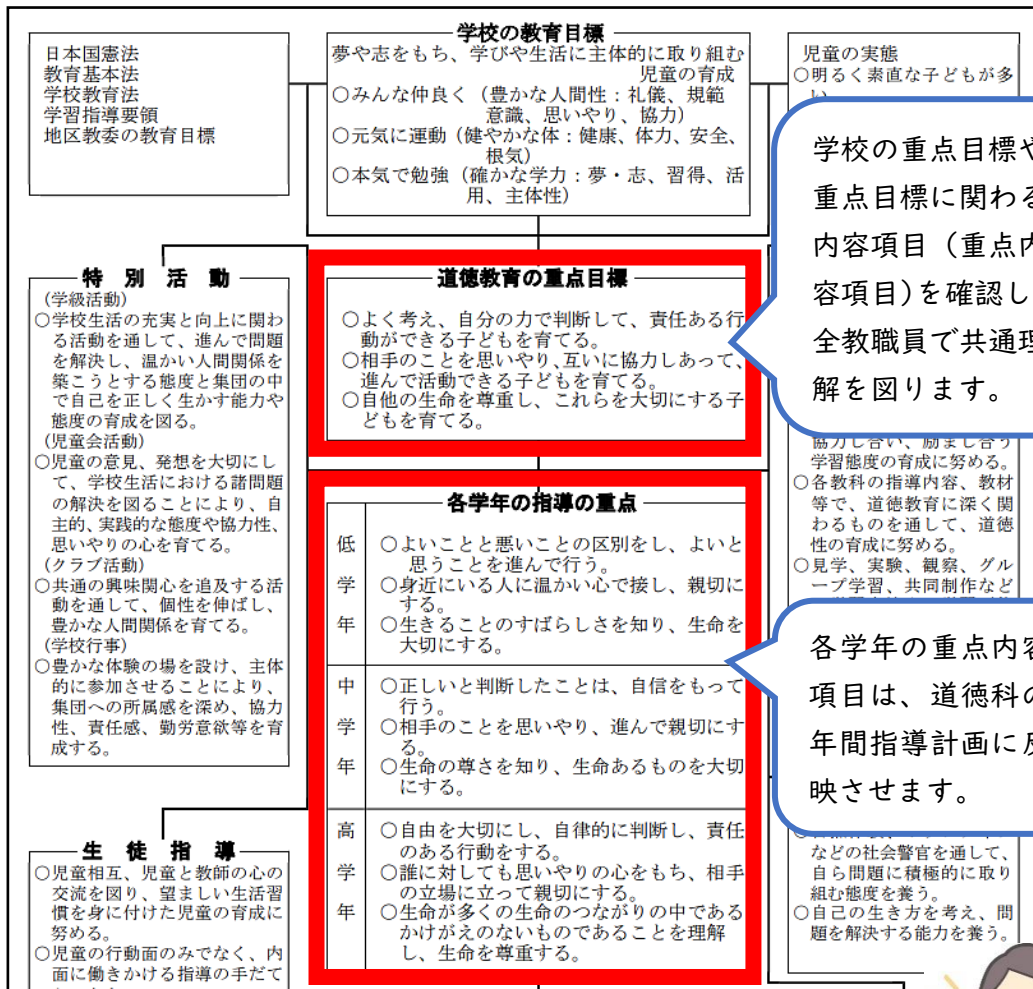 日本国憲法
教育基本法
学校教育法
学習指導要領
地区教委の教育目標
学校の教育目標
夢や志をもち、学びや生活に主体的に取り組む
児童の育成
○みんな仲良く（豊かな人間性：礼儀、規範
意識、思いやり、協力）
○元気に運動（健やかな体：健康、体力、安全、
根気）
○本気で勉強（確かな学力：夢・志、習得、活
用、主体性）
児童の実態
○明るく素直な子どもが多
い
学校の重点目標や
重点目標に関わる
内容項目（重点内
容項目）を確認し
全教職員で共通理
解を図ります。
特別活動
(学級活動)
○学校生活の充実と向上に関わ
る活動を通して、進んで問題
を解決し、温かい人間関係を
築こうとする態度と集団の中
で自己を正しく生かす能力や
態度の育成を図る。
(児童会活動)
○児童の意見、発想を大切にし
て、学校生活における諸問題
の解決を図ることにより、自
主的、実践的な態度や協力性、
思いやりの心を育てる。
(クラブ活動)
○共通の興味関心を追及する活
動を通して、個性を伸ばし、
豊かな人間関係を育てる。
(学校行事)
○豊かな体験の場を設け、主体
的に参加させることにより、
集団への所属感を深め、協力
性、責任感、勤労意欲等を育
成する。
道徳教育の重点目標
○よく考え、自分の力で判断して、責任ある行
動ができる子どもを育てる。
○相手のことを思いやり、互いに協力しあって、
進んで活動できる子どもを育てる。
○自他の生命を尊重し、これらを大切にする子
どもを育てる。
各学年の指導の重点
低学年
○よいことと悪いことの区別をし、よいと
思うことを進んで行う。
○身近にいる人に温かい心で接し、親切に
する。
○生きることのすばらしさを知り、生命を
大切にする。
中学年
○正しいと判断したことは、自信をもって
行う。
○相手のことを思いやり、進んで親切にす
る。
○生命の尊さを知り、生命あるものを大切
にする。
高学年
○自由を大切にし、自律的に判断し、責任
のある行動をする。
○誰に対しても思いやりの心をもち、相手
の立場に立って親切にする。
○生命が多くの生命のつながりの中である
かけがえのないものであることを理解
し、生命を尊重する。
協力し合い、励まし合う
学習態度の育成に努める。
○各教科の指導内容、教材
等で、道徳教育に深く関
わるものを通して、道徳
性の育成に努める。
○見学、実験、観察、グル
ープ学習、共同制作など
各学年の重点内容
項目は、道徳科の
年間指導計画に反
映させます。
などの社会警官を通して、
自ら問題に積極的に取り
組む態度を養う。
○自己の生き方を考え、問
題を解決する能力を養う。
生徒指導
○児童相互、児童と教師の心の
交流を図り、望ましい生活習
慣を身に付けた児童の育成に
努める。
○児童の行動面のみでなく、内
面に働きかける指導の手だて